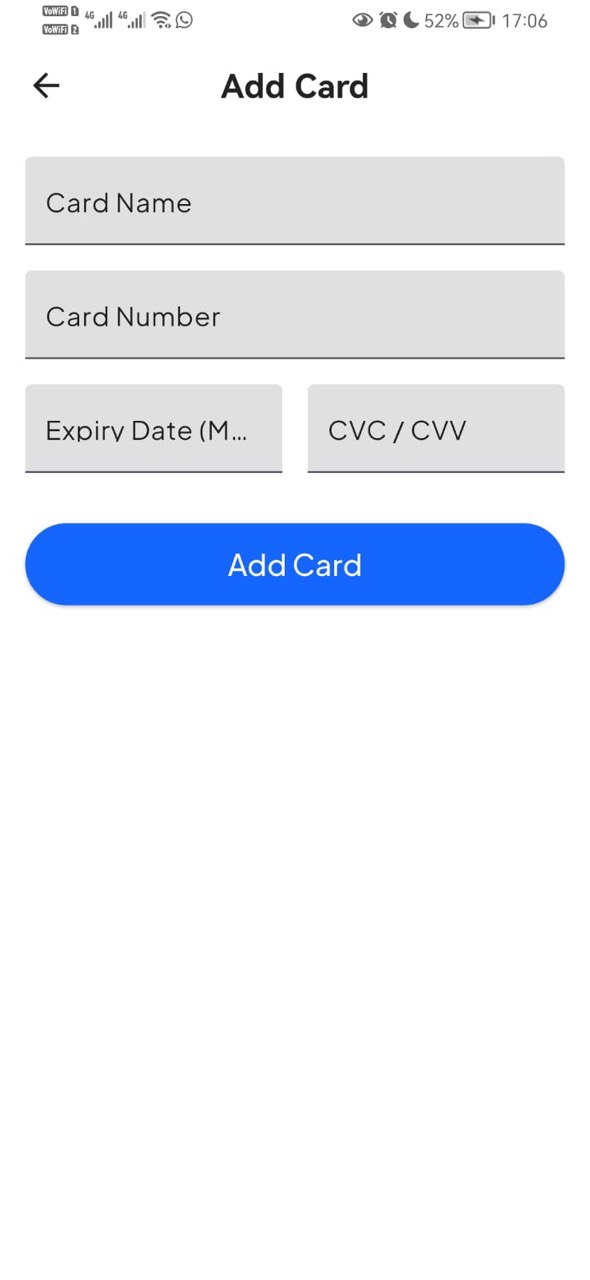 VoWiFi 1 4G 4G 52% 17:06
VoWiFi 2
Add Card
Card Name
Card Number
Expiry Date (M... CVC / CVV
Add Card